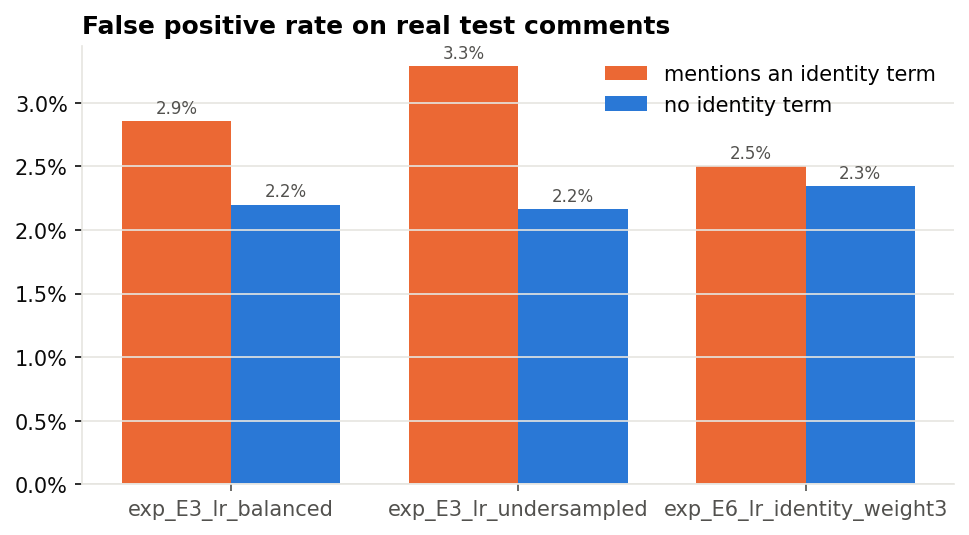 False positive rate on real test comments
3.3%
mentions an identity term
no identity term
2.9%
2.2%
2.2%
2.5%
2.3%
3.0%
2.5%
2.0%
1.5%
1.0%
0.5%
0.0%
exp_E3_lr_balanced
exp_E3_lr_undersampled
exp_E6_lr_identity_weight3